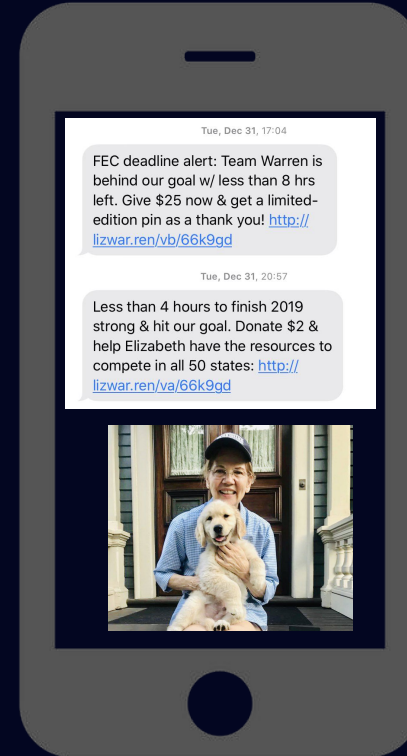 Tue, Dec 31, 17:04
FEC deadline alert: Team Warren is
behind our goal w/ less than 8 hrs
left. Give $25 now & get a limited-
edition pin as a thank you! http://
lizwar.ren/vb/66k9gd
Tue, Dec 31, 20:57
Less than 4 hours to finish 2019
strong & hit our goal. Donate $2 &
help Elizabeth have the resources to
compete in all 50 states: http://
lizwar.ren/va/66k9gd